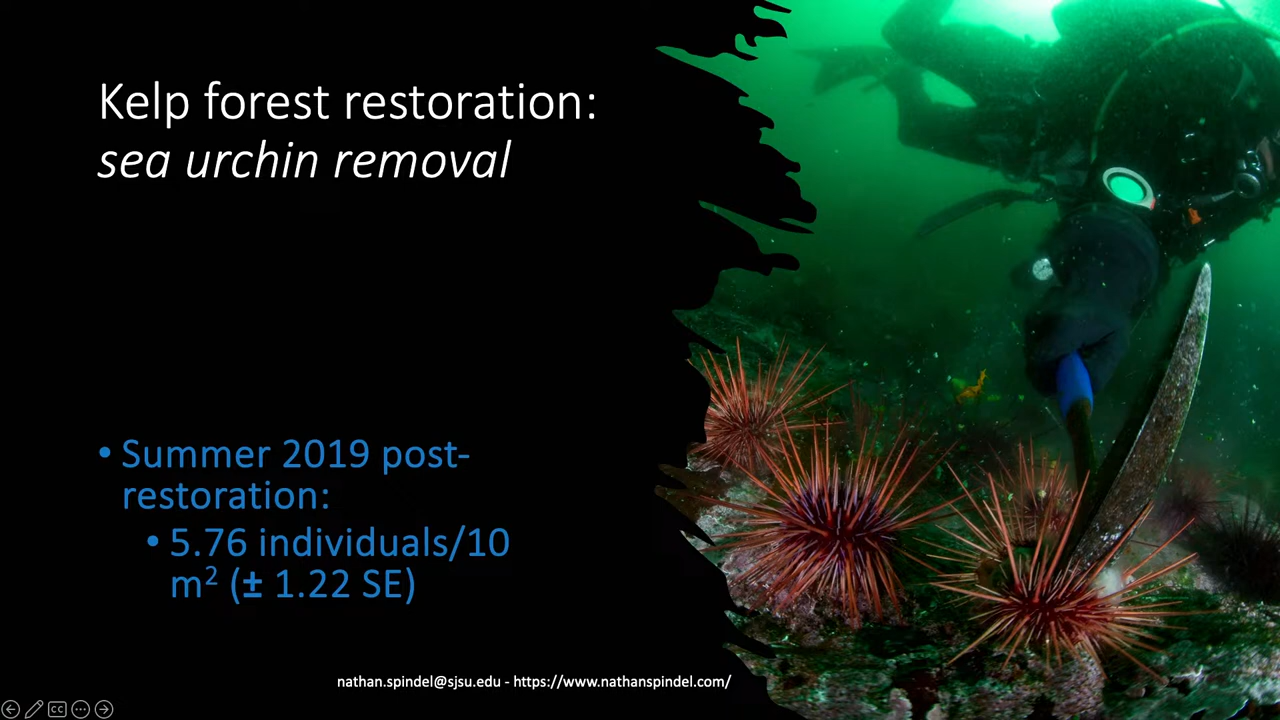 Kelp forest restoration:
sea urchin removal
• Summer 2019 post-
restoration:
• 5.76 individuals/10
m² (± 1.22 SE)
nathan.spindel@sjsu.edu - https://www.nathanspindel.com/
CC